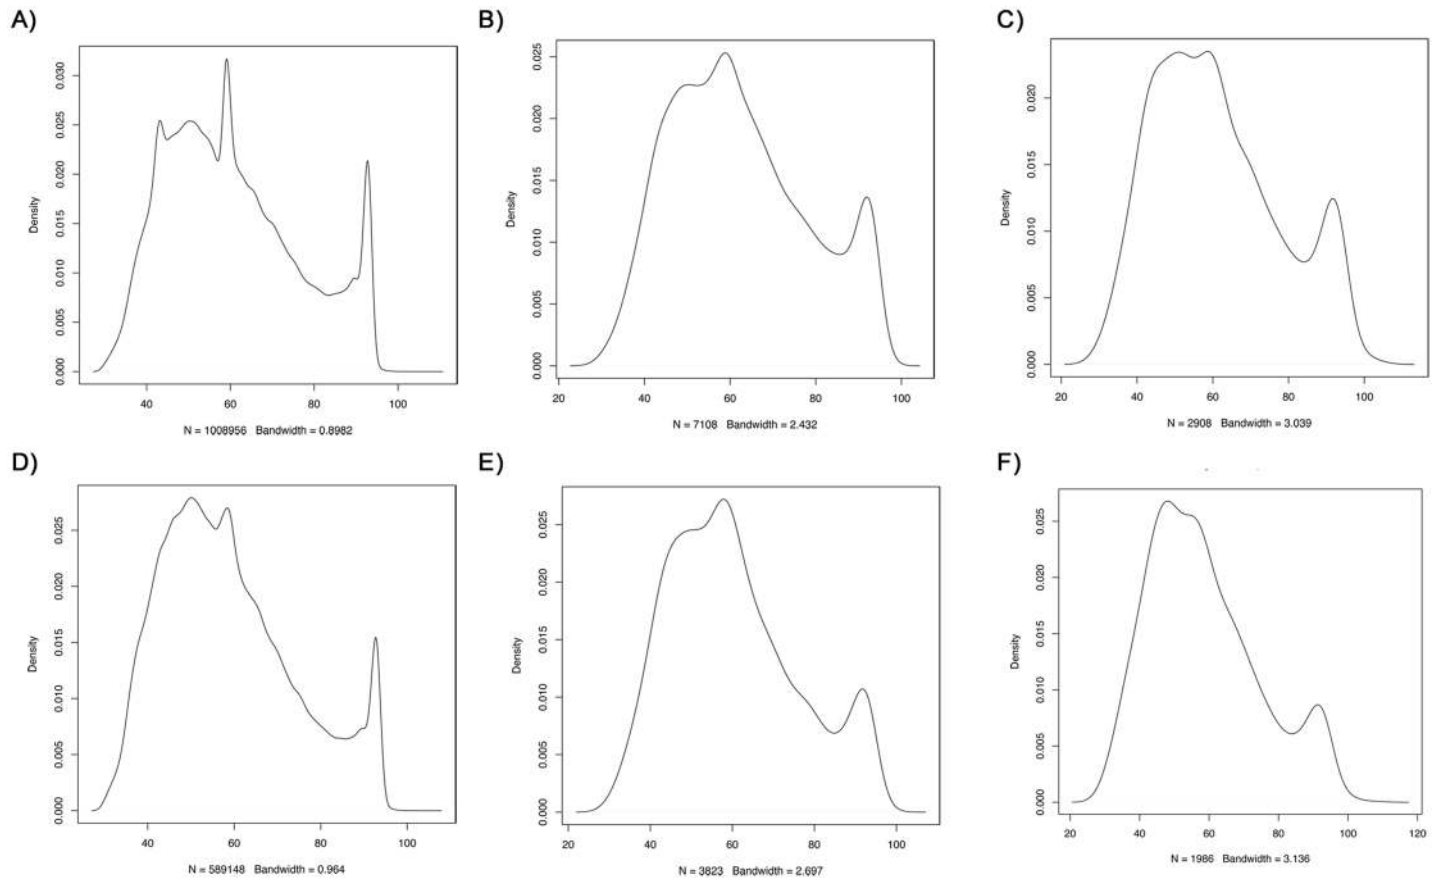 A)
Density
0.000 0.005 0.010 0.015 0.020 0.025 0.030
40 60 80 100
N = 1008956 Bandwidth = 0.8982
B)
Density
0.000 0.005 0.010 0.015 0.020 0.025
20 40 60 80 100
N = 7108 Bandwidth = 2.432
C)
Density
0.000 0.005 0.010 0.015 0.020
20 40 60 80 100
N = 2908 Bandwidth = 3.039
D)
Density
0.000 0.005 0.010 0.015 0.020 0.025
40 60 80 100
N = 589148 Bandwidth = 0.964
E)
Density
0.000 0.005 0.010 0.015 0.020 0.025
20 40 60 80 100
N = 3823 Bandwidth = 2.697
F)
Density
0.000 0.005 0.010 0.015 0.020 0.025
20 40 60 80 100 120
N = 1986 Bandwidth = 3.136